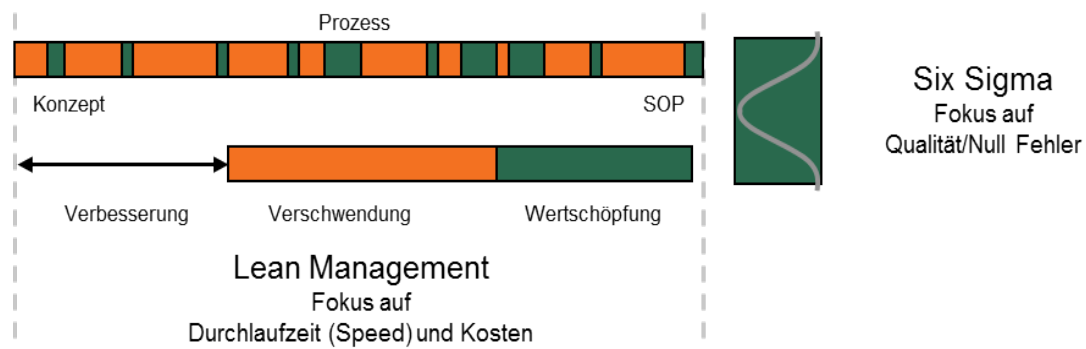 Prozess
Konzept
SOP
Verbesserung
Verschwendung
Wertschöpfung
Lean Management
Fokus auf
Durchlaufzeit (Speed) und Kosten
Six Sigma
Fokus auf
Qualität/Null Fehler